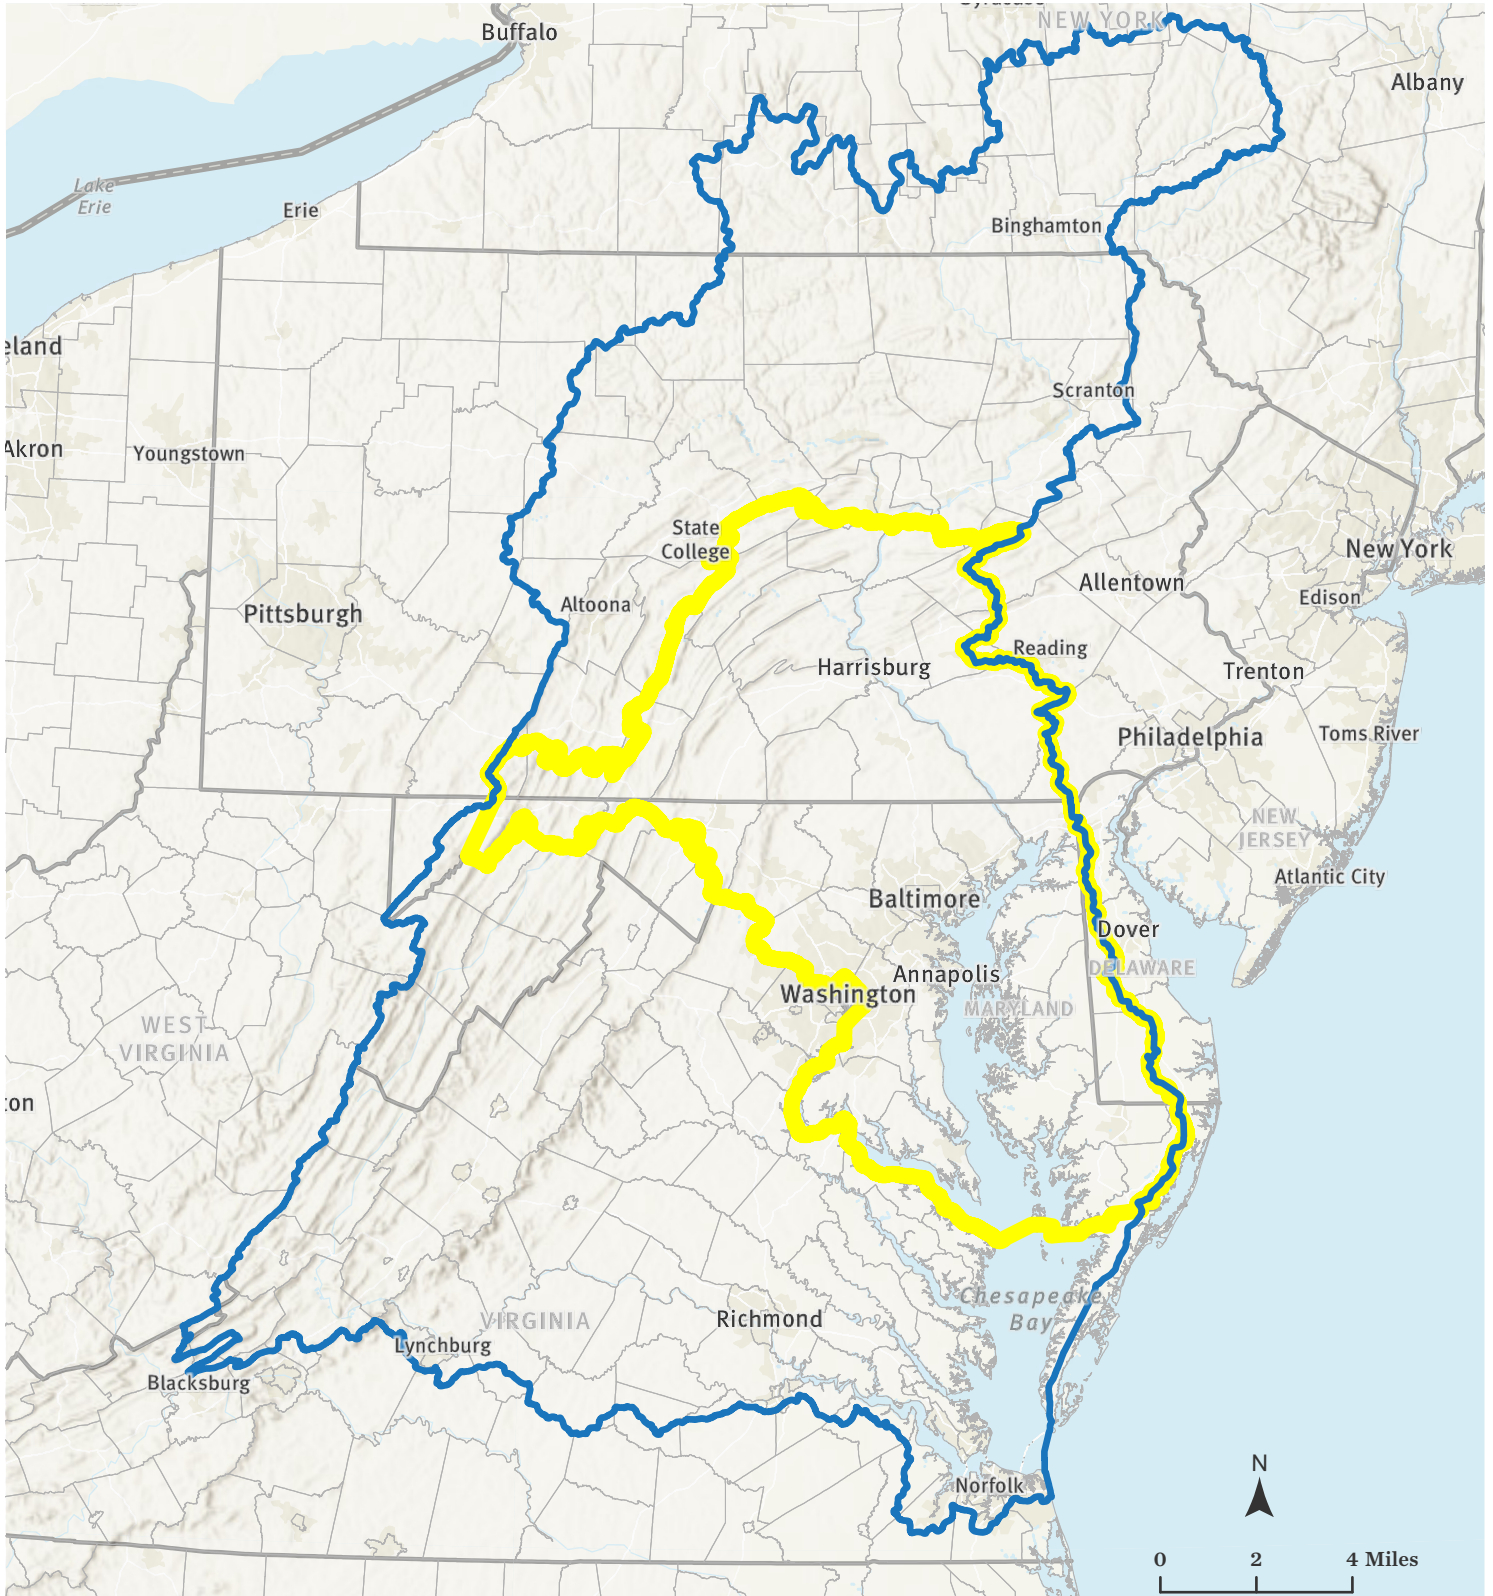 NEW YORK
Buffalo
Albany
Lake
Erie
Erie
Binghamton
eland
Scranton
Akron
Youngstown
State
College
New York
Allentown
Edison
Altoona
Pittsburgh
Reading
Harrisburg
Trenton
Philadelphia
Toms River
NEW
JERSEY
Atlantic City
Baltimore
Dover
DELAWARE
Annapolis
Washington
MARYLAND
WEST
VIRGINIA
ton
Chesapeake
Bay
VIRGINIA
Richmond
Lynchburg
Blacksburg
Norfolk
N
0 2 4 Miles